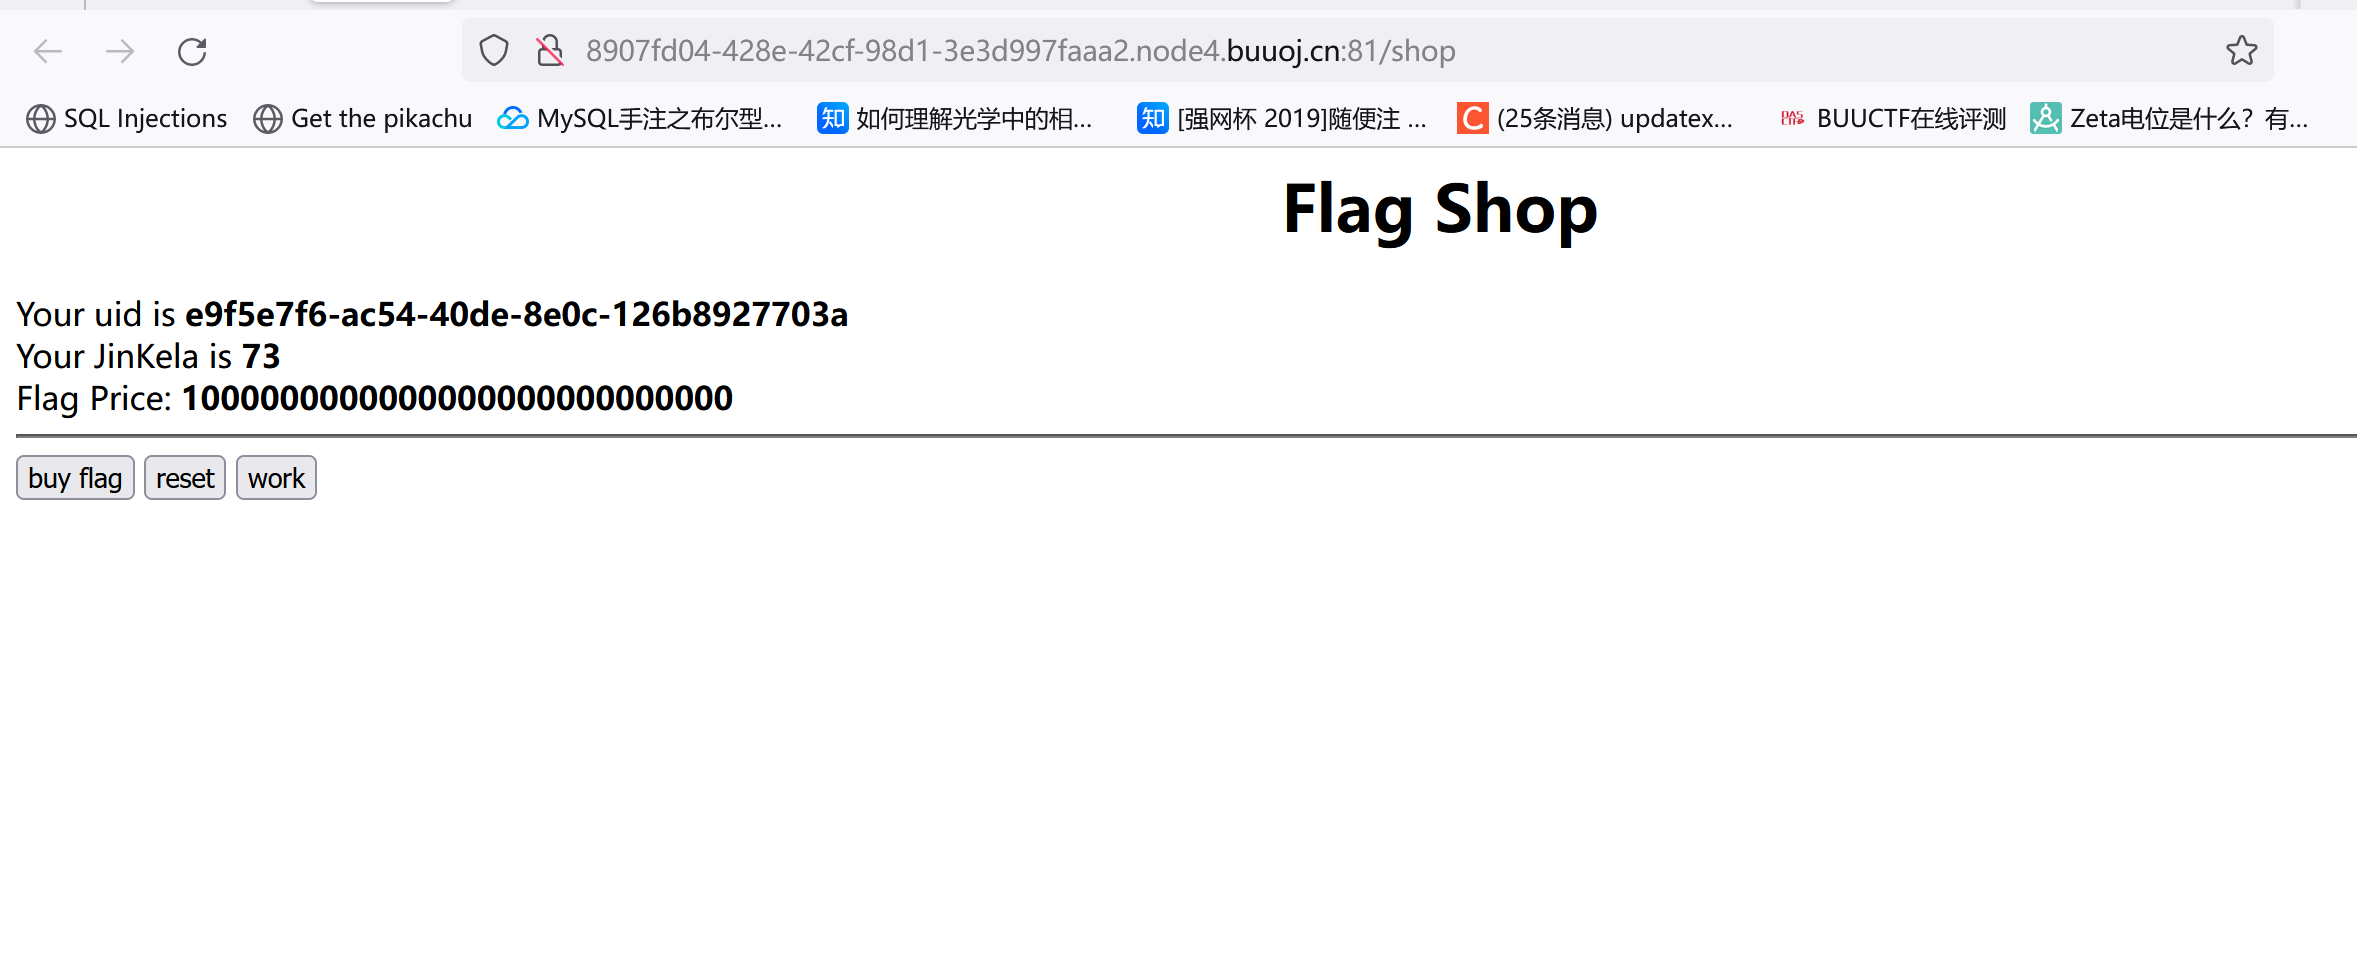 8907fd04-428e-42cf-98d1-3e3d997faaa2.node4.buuoj.cn:81/shop
SQL Injections Get the pikachu MySQL手注之布尔型... 知 如何理解光学中的相... 知 [强网杯 2019]随便注 ... C (25条消息) updatex... BUUCTF在线评测 Zeta电位是什么？有...
Flag Shop
Your uid is e9f5e7f6-ac54-40de-8e0c-126b8927703a
Your JinKela is 73
Flag Price: 1000000000000000000000000000
buy flag reset work